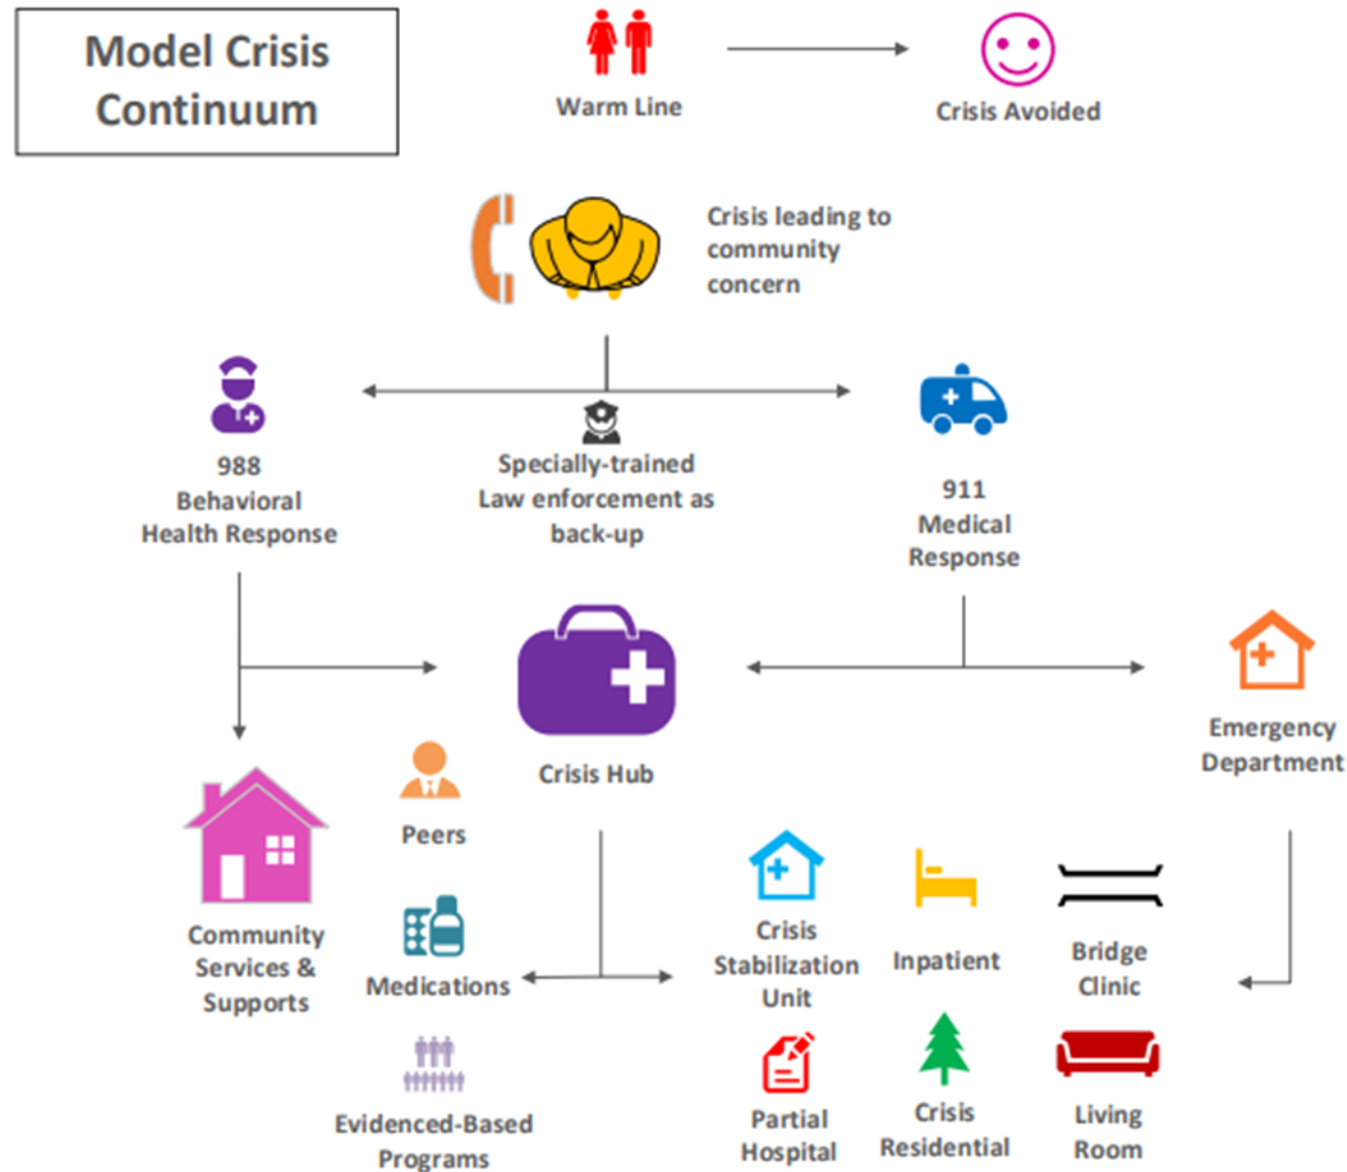 Model Crisis
Continuum
Warm Line
Crisis Avoided
Crisis leading to
community
concern
988
Behavioral
Health Response
Specially-trained
Law enforcement as
back-up
911
Medical
Response
Crisis Hub
Emergency
Department
Peers
Community
Services &
Supports
Medications
Evidenced-Based
Programs
Crisis
Stabilization
Unit
Inpatient
Bridge
Clinic
Partial
Hospital
Crisis
Residential
Living
Room